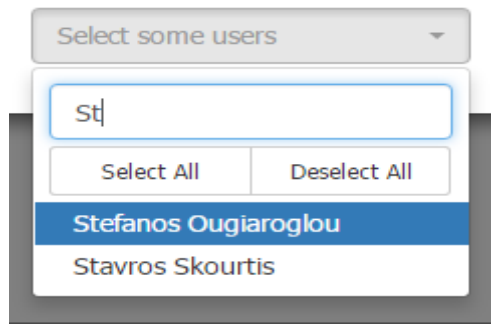 Select some users
St
Select All Deselect All
Stefanos Ougiaroglou
Stavros Skourtis